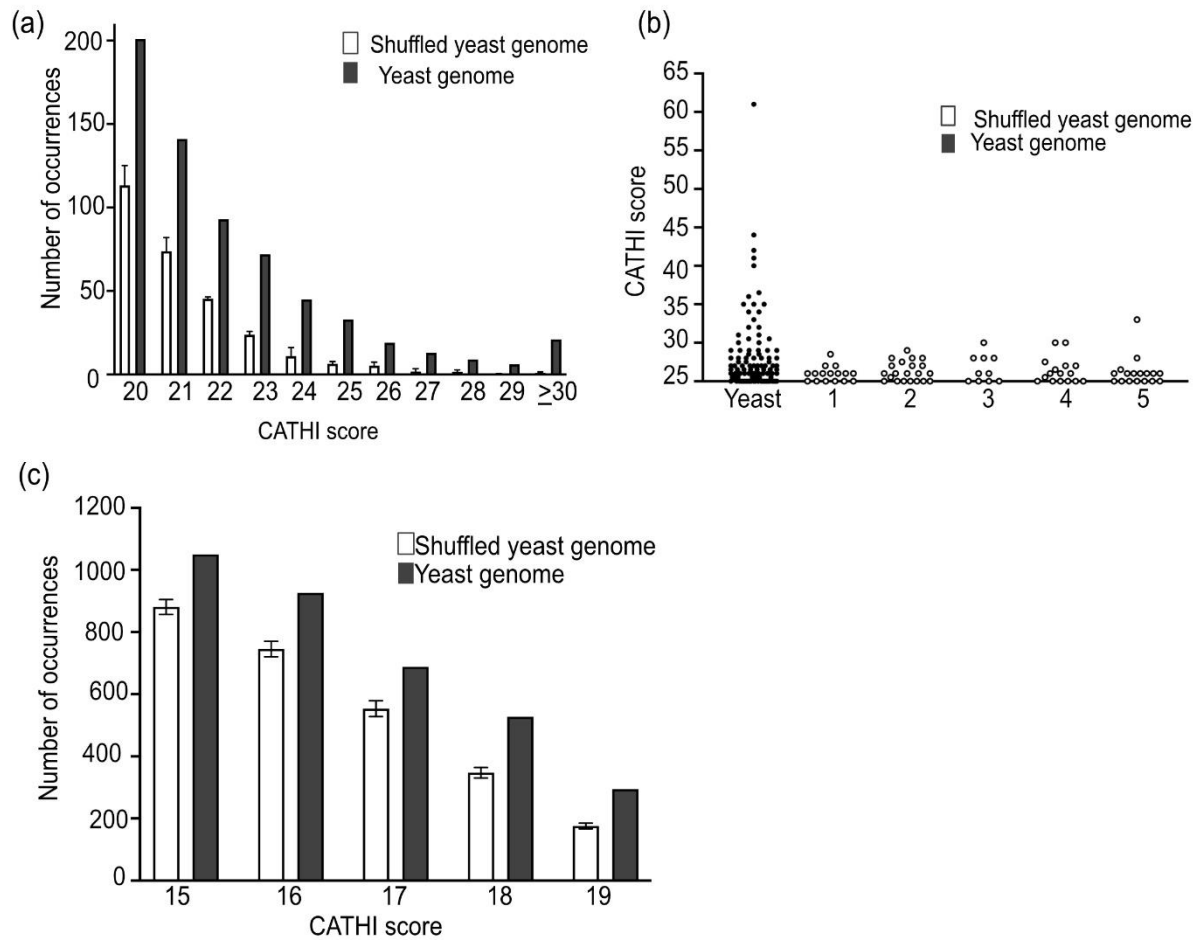 (a)
Shuffled yeast genome
Yeast genome
Number of occurrences
200
150
100
50
0
20 21 22 23 24 25 26 27 28 29 ≥30
CATHI score
(b)
Shuffled yeast genome
Yeast genome
CATHI score
65
60
55
50
45
40
35
30
25
Yeast 1 2 3 4 5
(c)
Shuffled yeast genome
Yeast genome
Number of occurrences
1200
1000
800
600
400
200
0
15 16 17 18 19
CATHI score